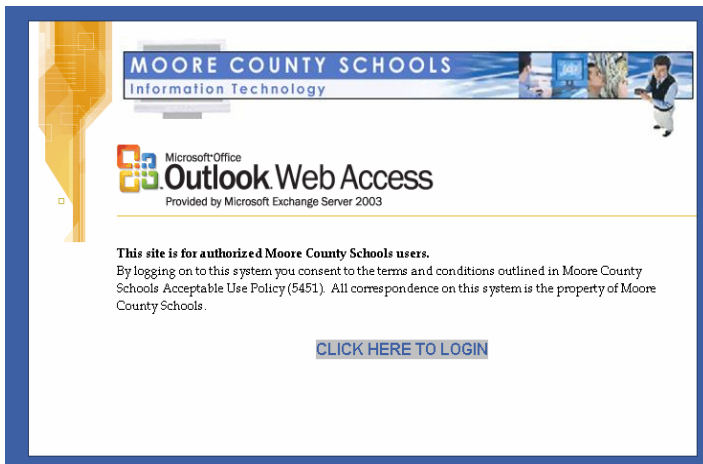 MOORE COUNTY SCHOOLS
Information Technology
Microsoft Office
Outlook Web Access
Provided by Microsoft Exchange Server 2003
This site is for authorized Moore County Schools users.
By logging on to this system you consent to the terms and conditions outlined in Moore County
Schools Acceptable Use Policy (5451). All correspondence on this system is the property of Moore
County Schools.
CLICK HERE TO LOGIN